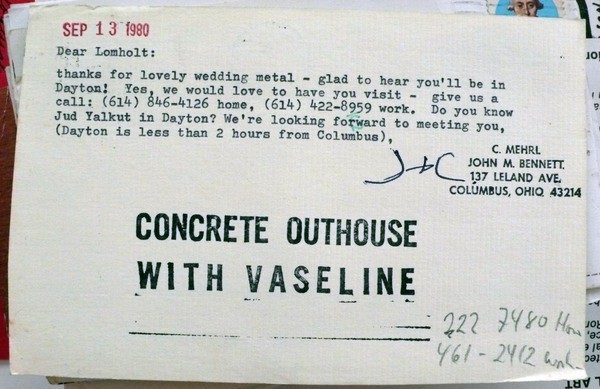 SEP 13 1980
Dear Lomholt:
thanks for lovely wedding metal - glad to hear you'll be in
Dayton! Yes, we would love to have you visit - give us a
call: (614) 846-4126 home, (614) 422-8959 work. Do you know
Jud Yalkut in Dayton? We're looking forward to meeting you,
(Dayton is less than 2 hours from Columbus),
J + C
C. MEHRL
JOHN M. BENNETT
137 LELAND AVE.
COLUMBUS, OHIO 43214
CONCRETE OUTHOUSE
WITH VASELINE
222 7480 Hom
461-2412 work
ART